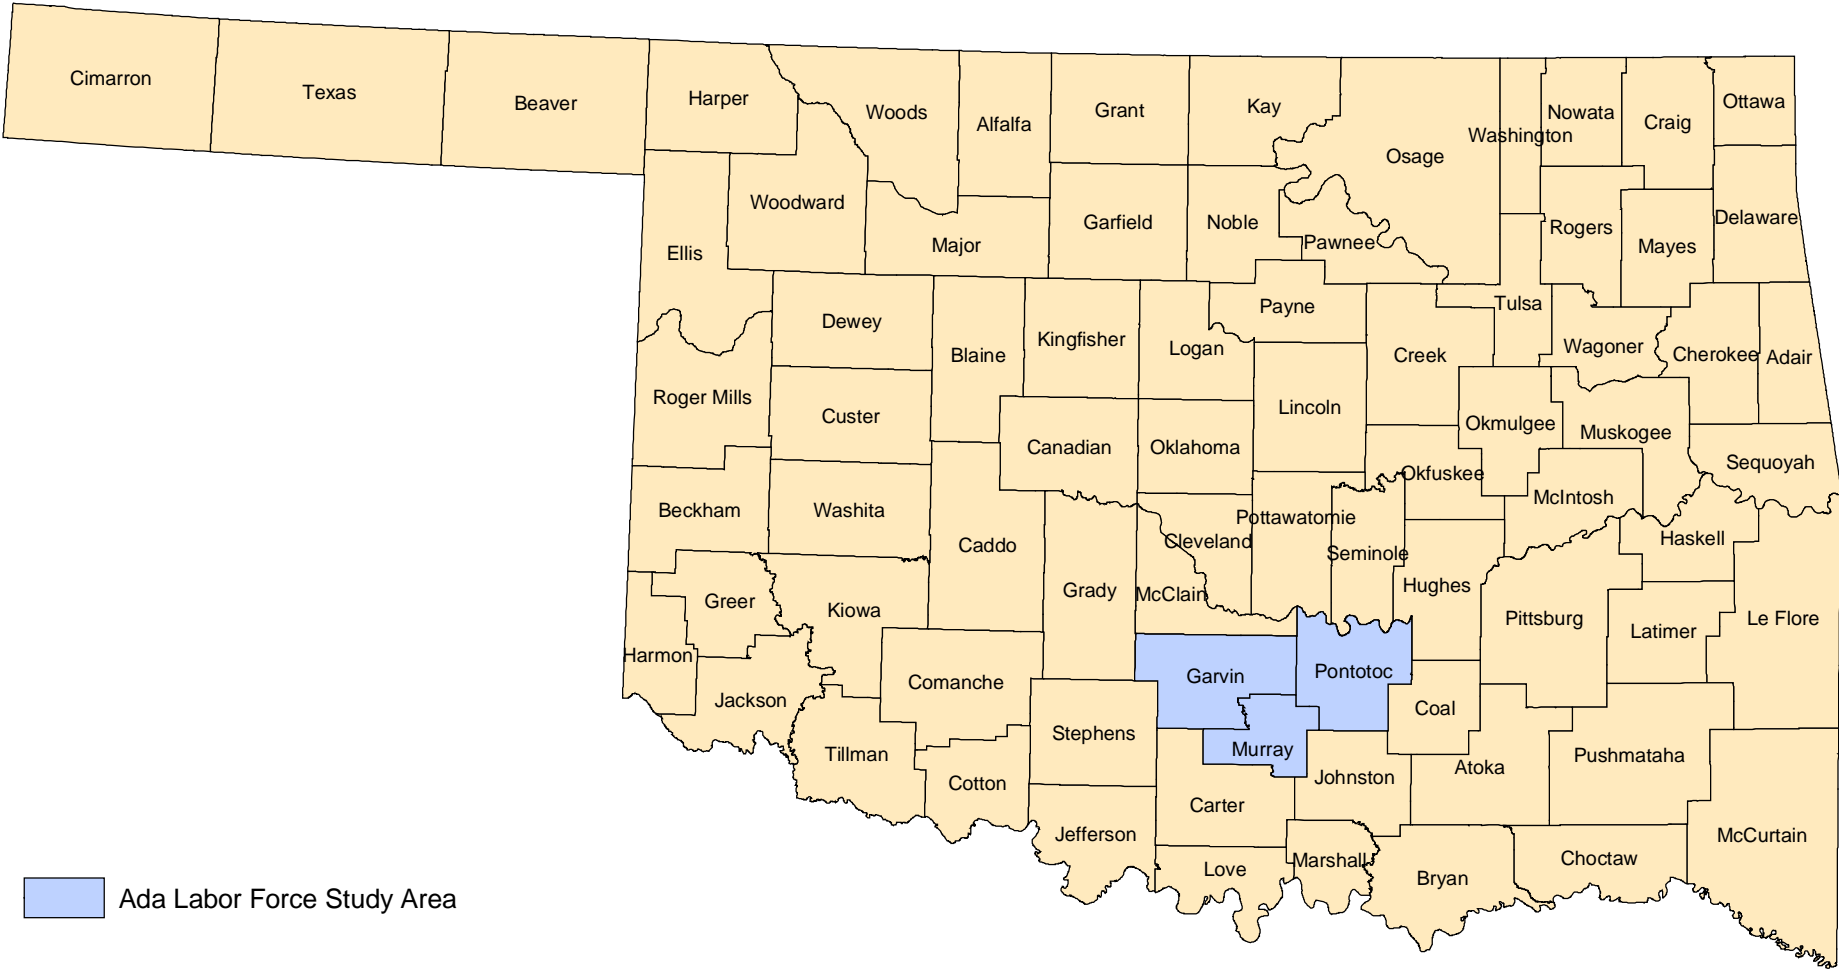 Cimarron
Texas
Beaver
Harper
Woods
Alfalfa
Grant
Kay
Osage
Washington
Nowata
Craig
Ottawa
Woodward
Ellis
Major
Garfield
Noble
Pawnee
Rogers
Mayes
Delaware
Dewey
Blaine
Kingfisher
Logan
Payne
Tulsa
Creek
Wagoner
Cherokee
Adair
Roger Mills
Custer
Canadian
Oklahoma
Lincoln
Okmulgee
Muskogee
Sequoyah
Okfuskee
McIntosh
Beckham
Washita
Caddo
Pottawatomie
Cleveland
Seminole
Haskell
Greer
Kiowa
Grady
McClain
Hughes
Pittsburg
Latimer
Le Flore
Harmon
Jackson
Comanche
Garvin
Pontotoc
Coal
Stephens
Murray
Tillman
Cotton
Johnston
Atoka
Pushmataha
Carter
Jefferson
McCurtain
Love
Marshall
Bryan
Choctaw
Ada Labor Force Study Area